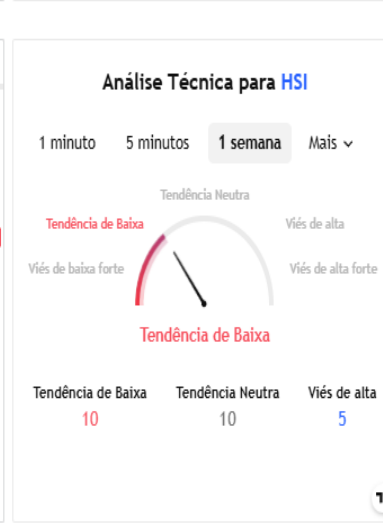 Análise Técnica para HSI
1 minuto 5 minutos 1 semana Mais
Tendência Neutra
Tendência de Baixa Viés de alta
Viés de baixa forte Viés de alta forte
Tendência de Baixa
Tendência de Baixa Tendência Neutra Viés de alta
10 10 5